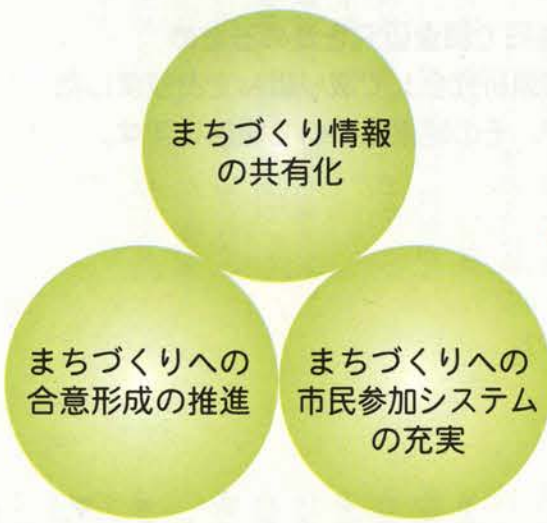 まちづくり情報
の共有化
まちづくりへの
合意形成の推進
まちづくりへの
市民参加システム
の充実